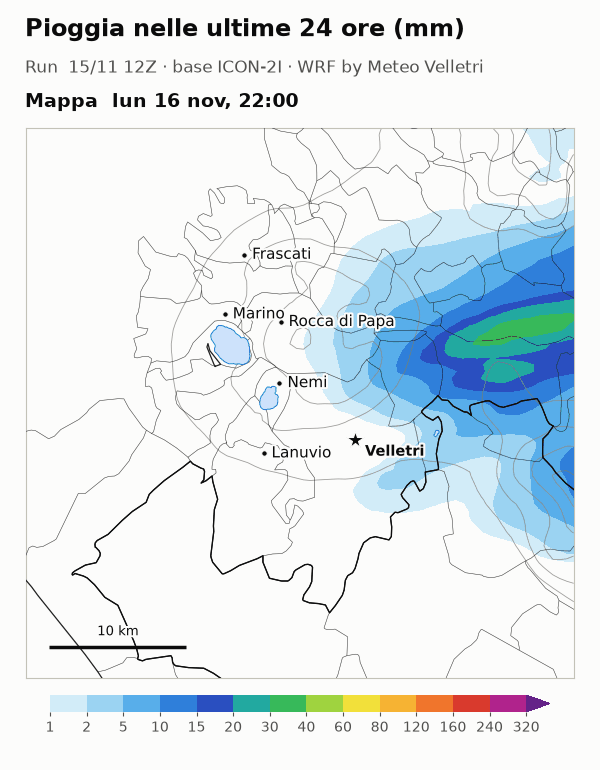 Pioggia nelle ultime 24 ore (mm)
Run  15/11 12Z · base ICON-2I · WRF by Meteo Velletri
Mappa  lun 16 nov, 22:00
Frascati
Marino
Rocca di Papa
Nemi
Velletri
Lanuvio
10 km
1 2 5 10 15 20 30 40 60 80 120 160 240 320